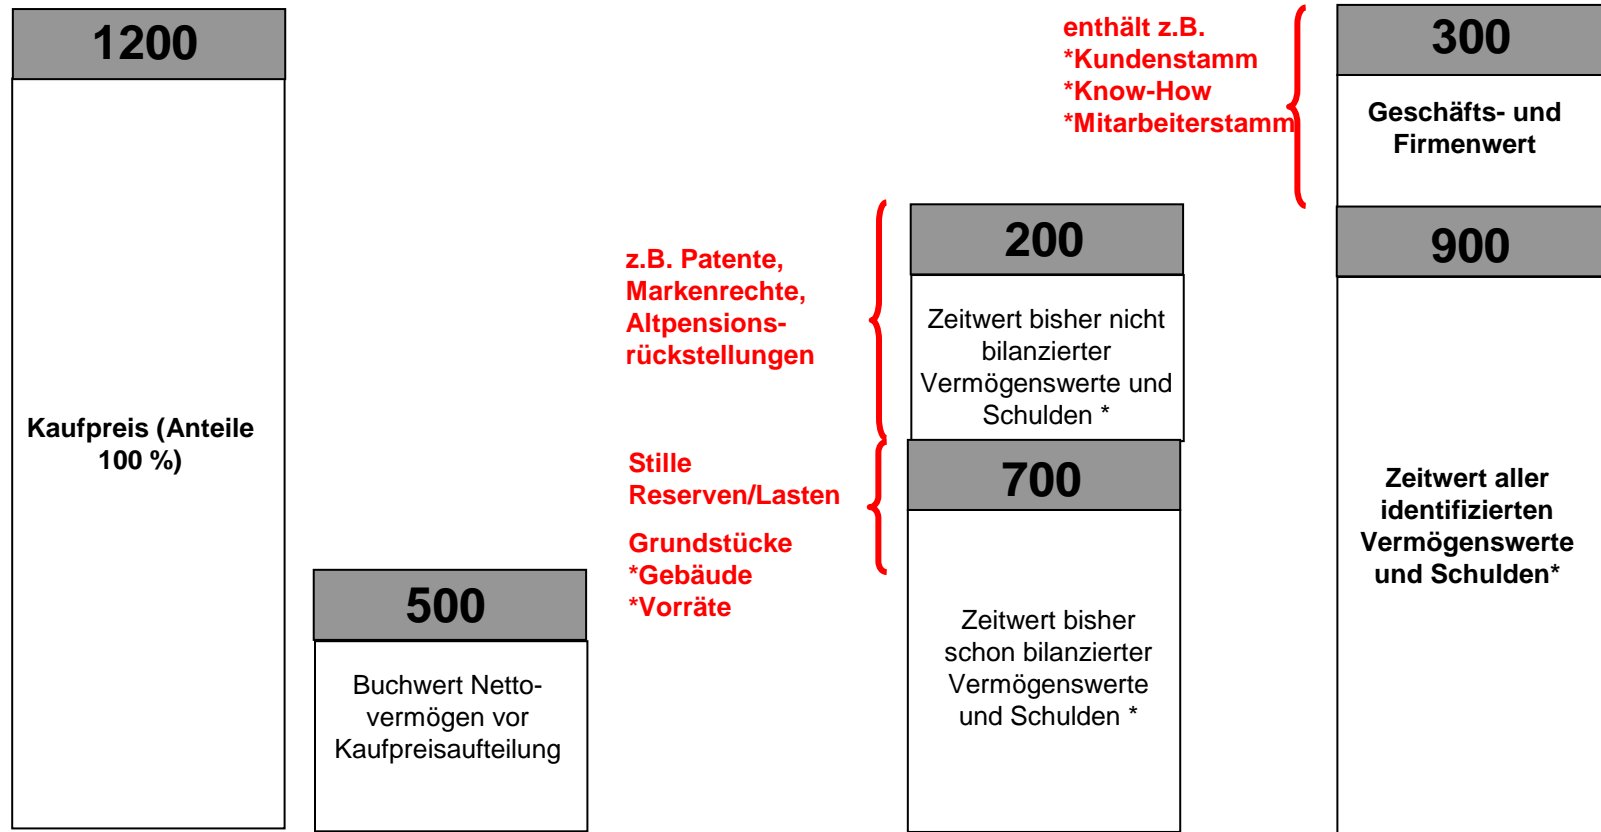 1200
Kaufpreis (Anteile
100 %)
500
Buchwert Netto-
vermögen vor
Kaufpreisaufteilung
z.B. Patente,
Markenrechte,
Altpensions-
rückstellungen
Stille
Reserven/Lasten
Grundstücke
*Gebäude
*Vorräte
200
Zeitwert bisher nicht
bilanzierter
Vermögenswerte und
Schulden *
700
Zeitwert bisher
schon bilanzierter
Vermögenswerte
und Schulden *
enthält z.B.
*Kundenstamm
*Know-How
*Mitarbeiterstamm
300
Geschäfts- und
Firmenwert
900
Zeitwert aller
identifizierten
Vermögenswerte
und Schulden*